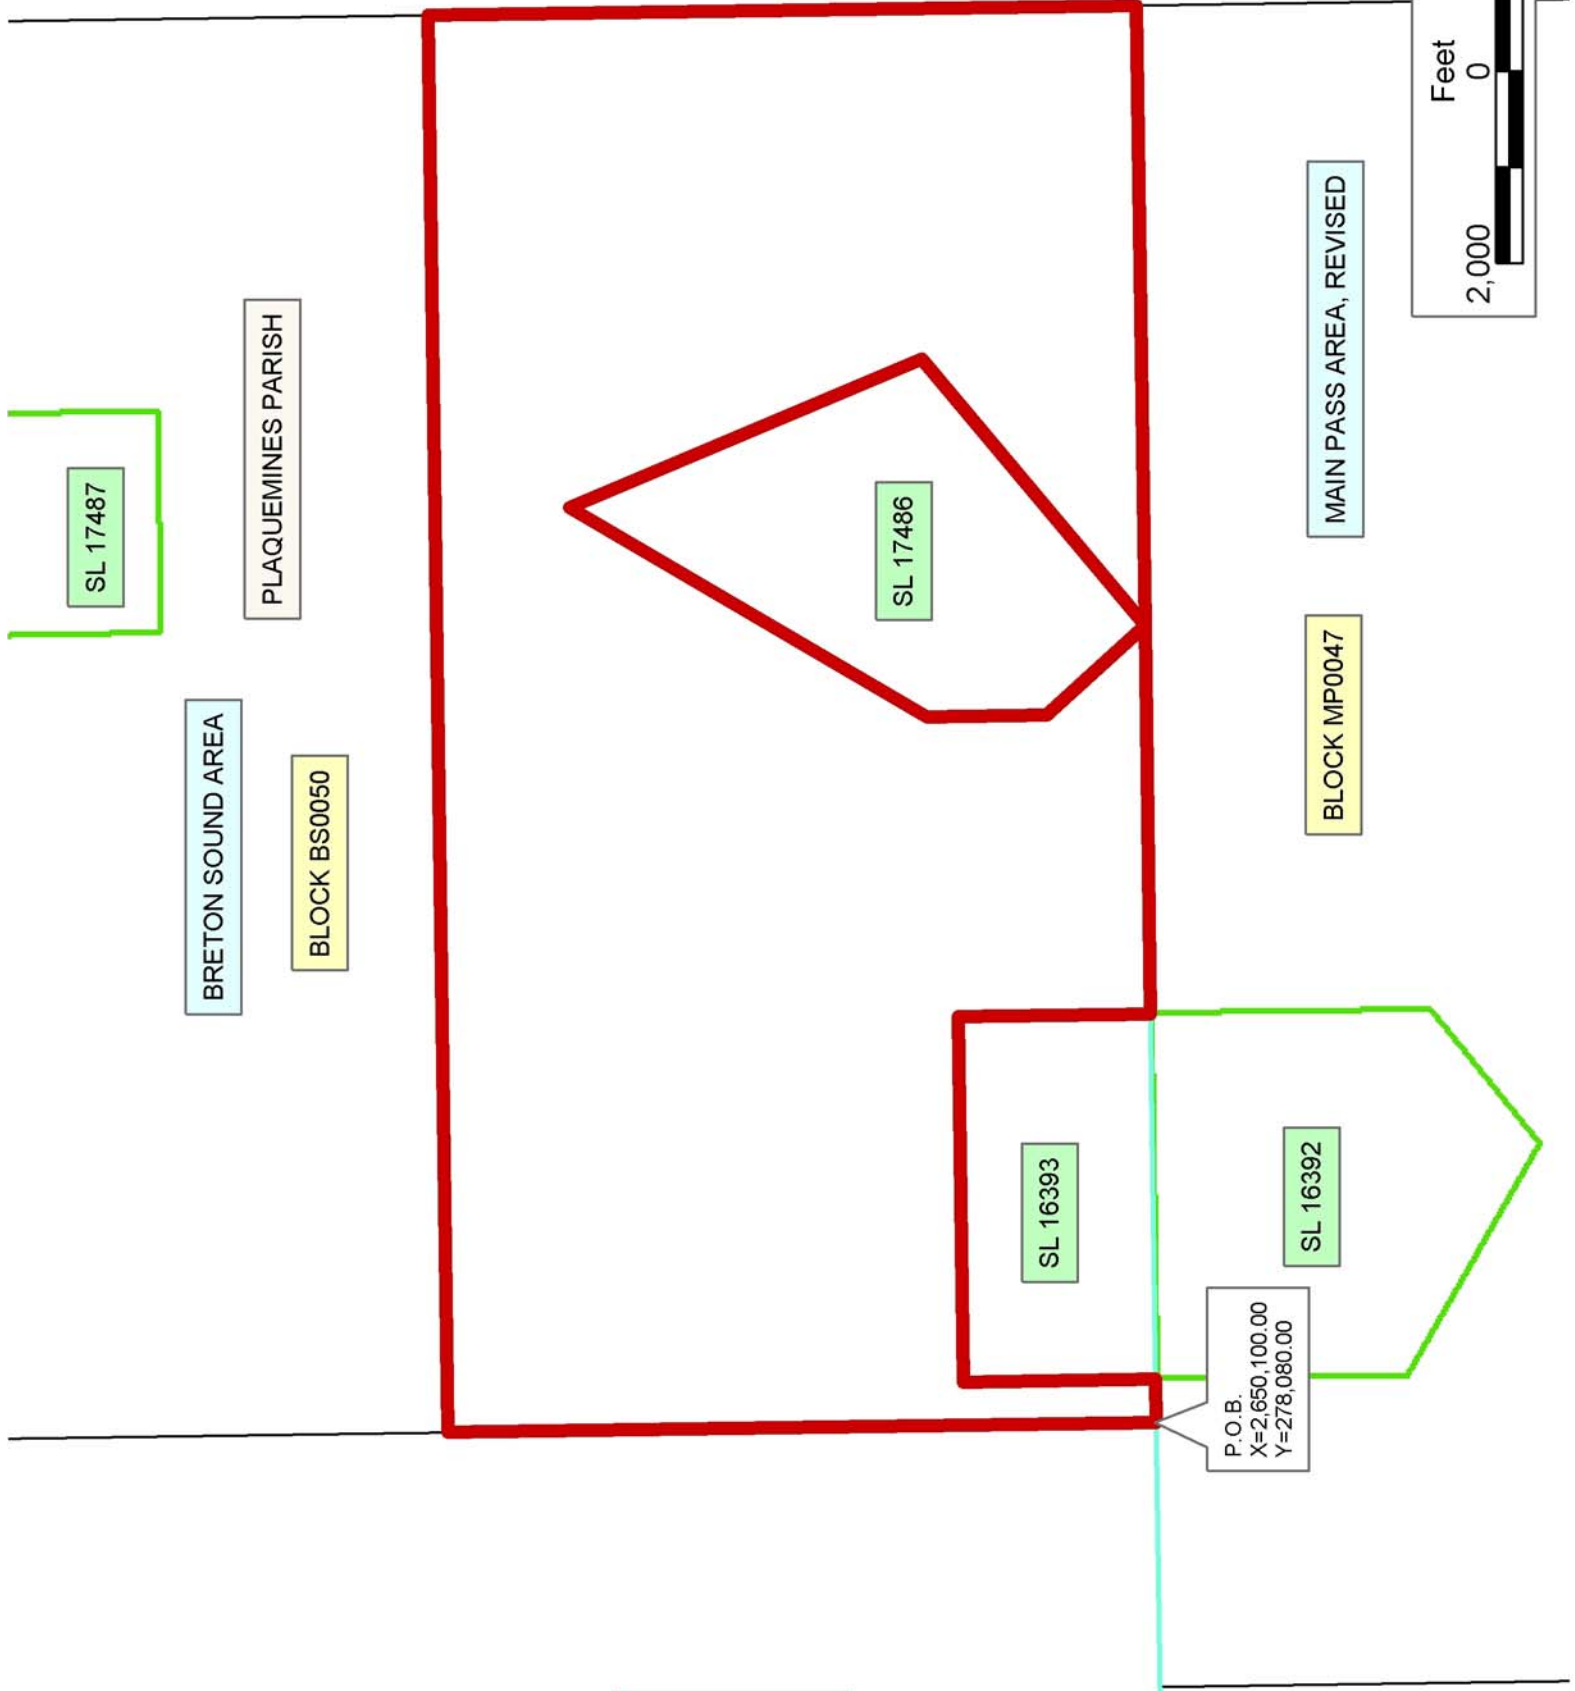 SL 17487
PLAQUEMINES PARISH
BRETON SOUND AREA
BLOCK BS0050
SL 17486
SL 16393
SL 16392
P.O.B.
X=2,650,100.00
Y=278,080.00
BLOCK MP0047
MAIN PASS AREA, REVISED
Feet
2,000 0